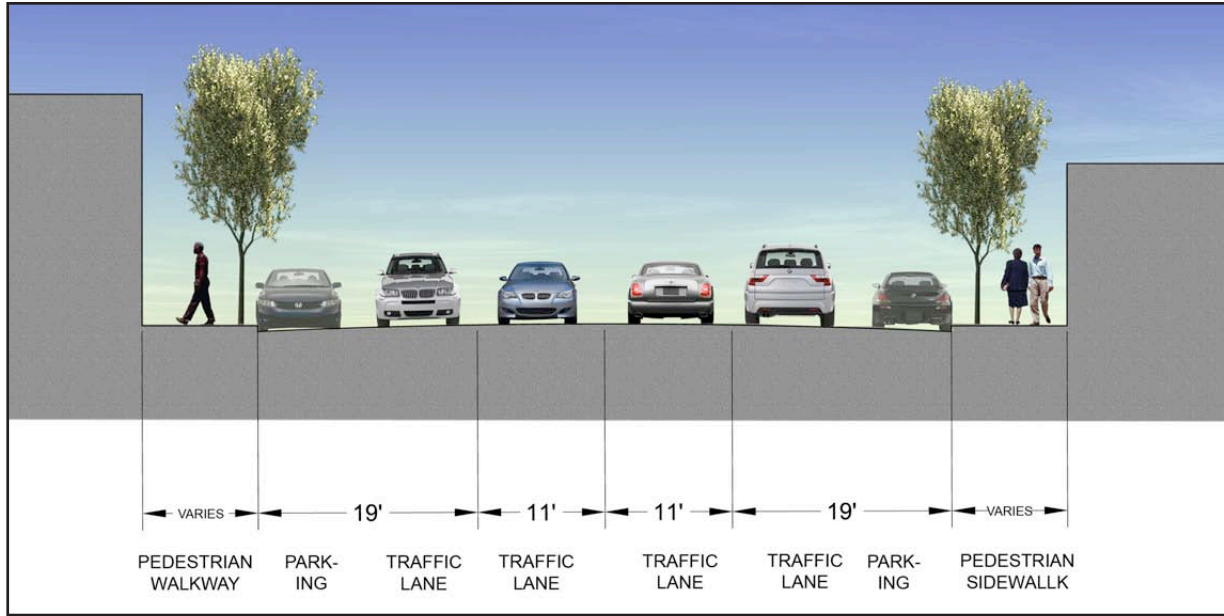 VARIES 19' 11' 11' 19' VARIES
PEDESTRIAN
WALKWAY
PARK-
ING
TRAFFIC
LANE
TRAFFIC
LANE
TRAFFIC
LANE
TRAFFIC
LANE
PARK-
ING
PEDESTRIAN
SIDEWALLK